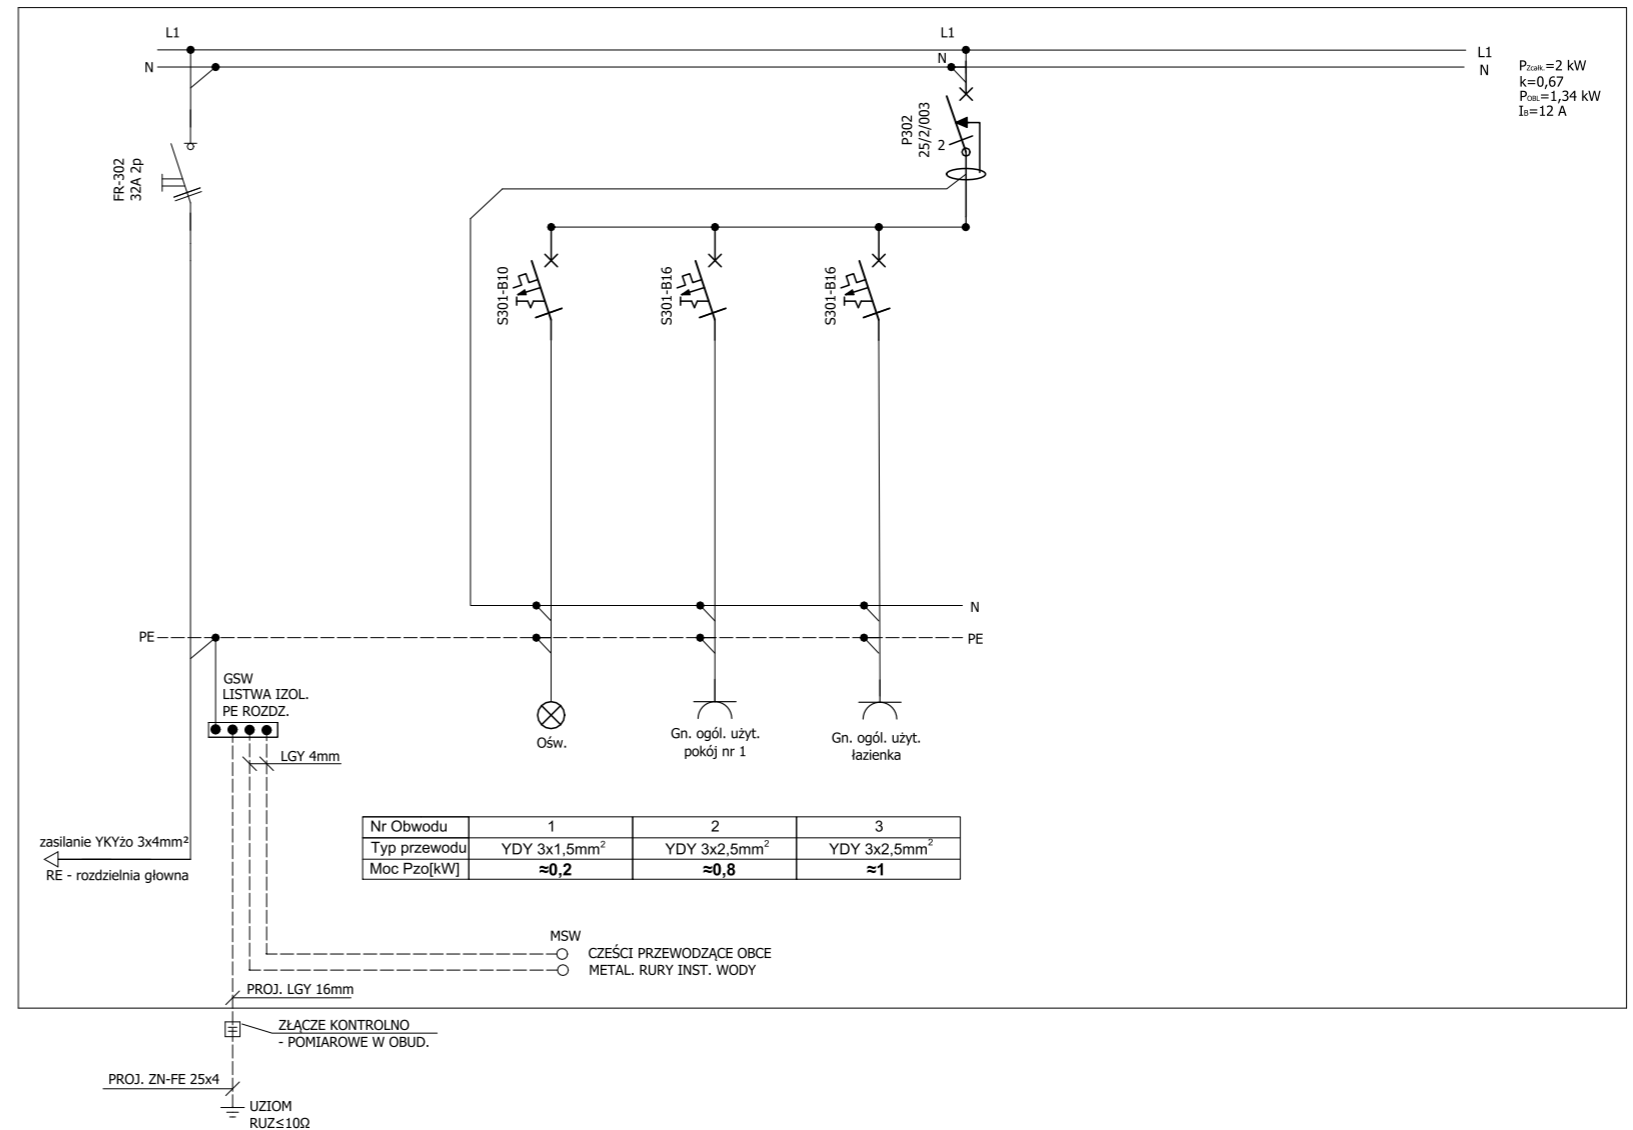 L1
L1
L1
N
N
N
P Zcałk.=2 kW
k=0,67
P OBL=1,34 kW
I B=12 A
P302
25/2/003
2
FR-302
32A 2p
S301-B10
S301-B16
S301-B16
N
PE
PE
GSW
LISTWA IZOL.
PE ROZDZ.
LGY 4mm
Ośw.
Gn. ogól. użyt.
pokój nr 1
Gn. ogól. użyt.
łazienka
zasilanie YKYżo 3x4mm²
RE - rozdzielnia głowna
Nr Obwodu 1 2 3
Typ przewodu YDY 3x1,5mm² YDY 3x2,5mm² YDY 3x2,5mm²
Moc Pzo[kW] ≈0,2 ≈0,8 ≈1
MSW
CZEŚCI PRZEWODZĄCE OBCE
METAL. RURY INST. WODY
PROJ. LGY 16mm
ZŁĄCZE KONTROLNO
- POMIAROWE W OBUD.
PROJ. ZN-FE 25x4
UZIOM
RUZ≤10Ω